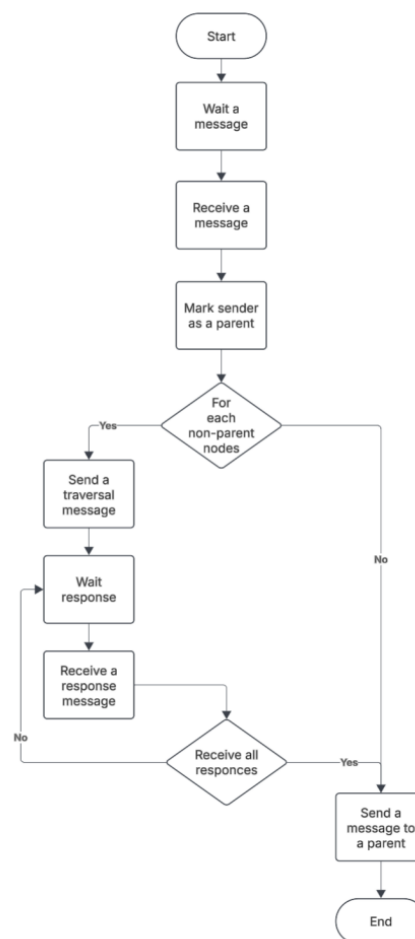 Start
Wait a
message
Receive a
message
Mark sender
as a parent
For
each
non-parent
nodes
Yes
Send a
traversal
message
Wait
response
No
Receive a
response
message
No
Receive all
responces
Yes
Send a
message to
a parent
End